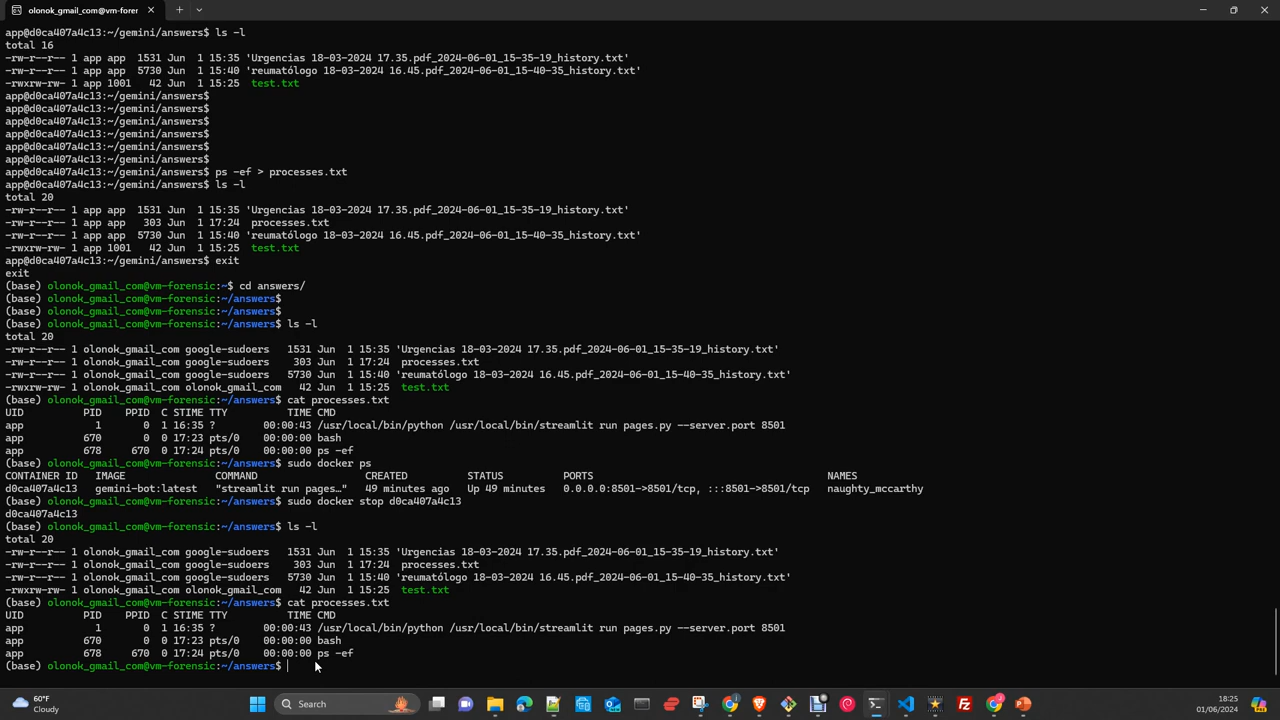 olonok_gmail_com@vm-foren
app@d0ca407a4c13:~/gemini/answers$ ls -l
total 16
-rw-r--r-- 1 app app  1531 Jun  1 15:35 'Urgencias 18-03-2024 17.35.pdf_2024-06-01_15-35-19_history.txt'
-rw-r--r-- 1 app app  5730 Jun  1 15:40 'reumatólogo 18-03-2024 16.45.pdf_2024-06-01_15-40-35_history.txt'
-rwxrw-rw- 1 app 1001   42 Jun  1 15:25  test.txt
app@d0ca407a4c13:~/gemini/answers$
app@d0ca407a4c13:~/gemini/answers$
app@d0ca407a4c13:~/gemini/answers$
app@d0ca407a4c13:~/gemini/answers$
app@d0ca407a4c13:~/gemini/answers$
app@d0ca407a4c13:~/gemini/answers$
app@d0ca407a4c13:~/gemini/answers$ ps -ef > processes.txt
app@d0ca407a4c13:~/gemini/answers$ ls -l
total 20
-rw-r--r-- 1 app app  1531 Jun  1 15:35 'Urgencias 18-03-2024 17.35.pdf_2024-06-01_15-35-19_history.txt'
-rw-r--r-- 1 app app   303 Jun  1 17:24  processes.txt
-rw-r--r-- 1 app app  5730 Jun  1 15:40 'reumatólogo 18-03-2024 16.45.pdf_2024-06-01_15-40-35_history.txt'
-rwxrw-rw- 1 app 1001   42 Jun  1 15:25  test.txt
app@d0ca407a4c13:~/gemini/answers$ exit
exit
(base) olonok_gmail_com@vm-forensic:~$ cd answers/
(base) olonok_gmail_com@vm-forensic:~/answers$
(base) olonok_gmail_com@vm-forensic:~/answers$
(base) olonok_gmail_com@vm-forensic:~/answers$ ls -l
total 20
-rw-r--r-- 1 olonok_gmail_com google-sudoers   1531 Jun  1 15:35 'Urgencias 18-03-2024 17.35.pdf_2024-06-01_15-35-19_history.txt'
-rw-r--r-- 1 olonok_gmail_com google-sudoers    303 Jun  1 17:24  processes.txt
-rw-r--r-- 1 olonok_gmail_com google-sudoers   5730 Jun  1 15:40 'reumatólogo 18-03-2024 16.45.pdf_2024-06-01_15-40-35_history.txt'
-rwxrw-rw- 1 olonok_gmail_com olonok_gmail_com   42 Jun  1 15:25  test.txt
(base) olonok_gmail_com@vm-forensic:~/answers$ cat processes.txt
UID          PID    PPID  C STIME TTY          TIME CMD
app            1       0  1 16:35 ?        00:00:43 /usr/local/bin/python /usr/local/bin/streamlit run pages.py --server.port 8501
app          670       0  0 17:23 pts/0    00:00:00 bash
app          678     670  0 17:24 pts/0    00:00:00 ps -ef
(base) olonok_gmail_com@vm-forensic:~/answers$ sudo docker ps
CONTAINER ID   IMAGE               COMMAND                  CREATED          STATUS          PORTS                                       NAMES
d0ca407a4c13   gemini-bot:latest   "streamlit run pages…"   49 minutes ago   Up 49 minutes   0.0.0.0:8501->8501/tcp, :::8501->8501/tcp   naughty_mccarthy
(base) olonok_gmail_com@vm-forensic:~/answers$ sudo docker stop d0ca407a4c13
d0ca407a4c13
(base) olonok_gmail_com@vm-forensic:~/answers$ ls -l
total 20
-rw-r--r-- 1 olonok_gmail_com google-sudoers   1531 Jun  1 15:35 'Urgencias 18-03-2024 17.35.pdf_2024-06-01_15-35-19_history.txt'
-rw-r--r-- 1 olonok_gmail_com google-sudoers    303 Jun  1 17:24  processes.txt
-rw-r--r-- 1 olonok_gmail_com google-sudoers   5730 Jun  1 15:40 'reumatólogo 18-03-2024 16.45.pdf_2024-06-01_15-40-35_history.txt'
-rwxrw-rw- 1 olonok_gmail_com olonok_gmail_com   42 Jun  1 15:25  test.txt
(base) olonok_gmail_com@vm-forensic:~/answers$ cat processes.txt
UID          PID    PPID  C STIME TTY          TIME CMD
app            1       0  1 16:35 ?        00:00:43 /usr/local/bin/python /usr/local/bin/streamlit run pages.py --server.port 8501
app          670       0  0 17:23 pts/0    00:00:00 bash
app          678     670  0 17:24 pts/0    00:00:00 ps -ef
(base) olonok_gmail_com@vm-forensic:~/answers$
60°F
Cloudy
Search
18:25
01/06/2024